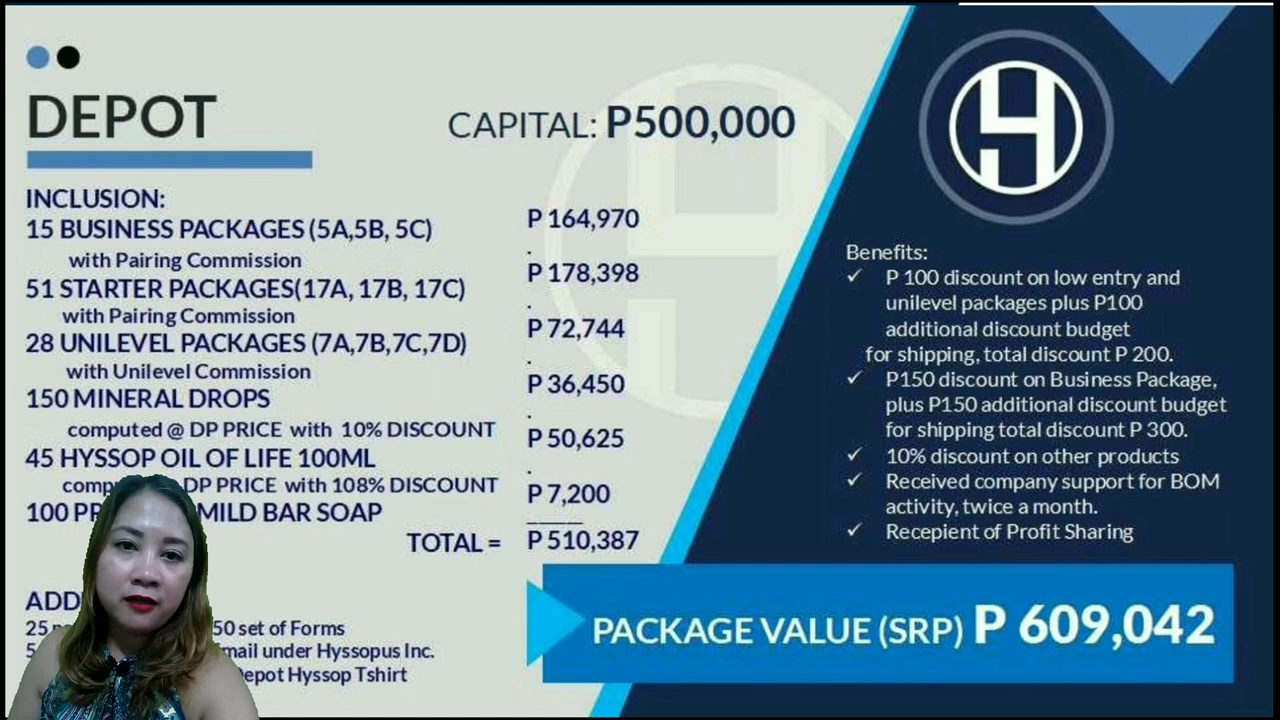 DEPOT
CAPITAL: P500,000
INCLUSION:
15 BUSINESS PACKAGES (5A,5B, 5C)
P 164,970
with Pairing Commission
51 STARTER PACKAGES(17A, 17B, 17C)
P 178,398
with Pairing Commission
28 UNILEVEL PACKAGES (7A,7B,7C,7D)
P 72,744
with Unilevel Commission
150 MINERAL DROPS
P 36,450
computed @ DP PRICE with 10% DISCOUNT
45 HYSSOP OIL OF LIFE 100ML
P 50,625
DP PRICE with 108% DISCOUNT
100 MILD BAR SOAP
P 7,200
TOTAL = P 510,387
25 50 set of Forms
under Hyssopus Inc.
Hyssop Tshirt
Benefits:
✓ P 100 discount on low entry and
unilevel packages plus P100
additional discount budget
for shipping, total discount P 200.
✓ P150 discount on Business Package,
plus P150 additional discount budget
for shipping total discount P 300.
✓ 10% discount on other products
✓ Received company support for BOM
activity, twice a month.
✓ Recepient of Profit Sharing
PACKAGE VALUE (SRP) P 609,042